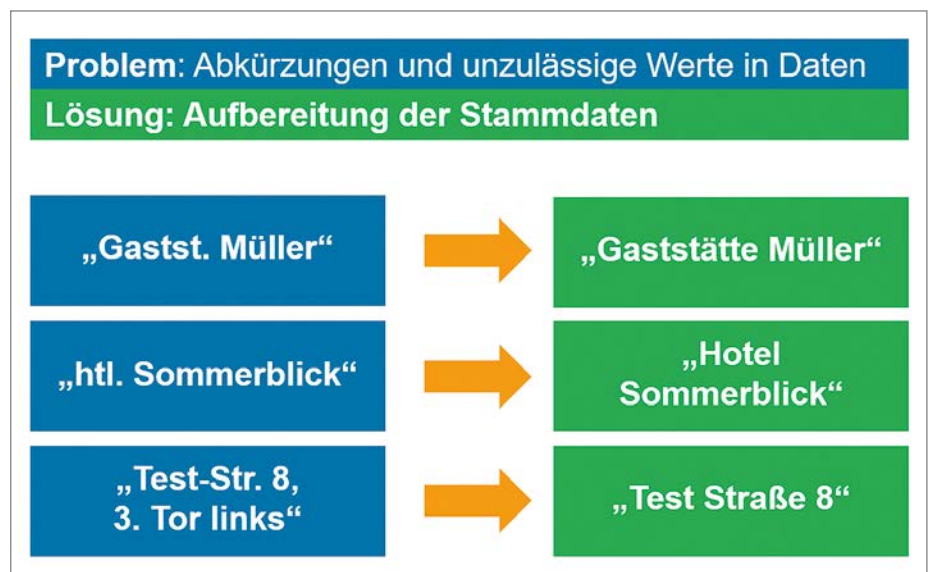 Problem: Abkürzungen und unzulässige Werte in Daten
Lösung: Aufbereitung der Stammdaten
„Gastst. Müller“
„Gaststätte Müller“
„htl. Sommerblick“
„Hotel
Sommerblick“
„Test-Str. 8,
3. Tor links“
„Test Straße 8“